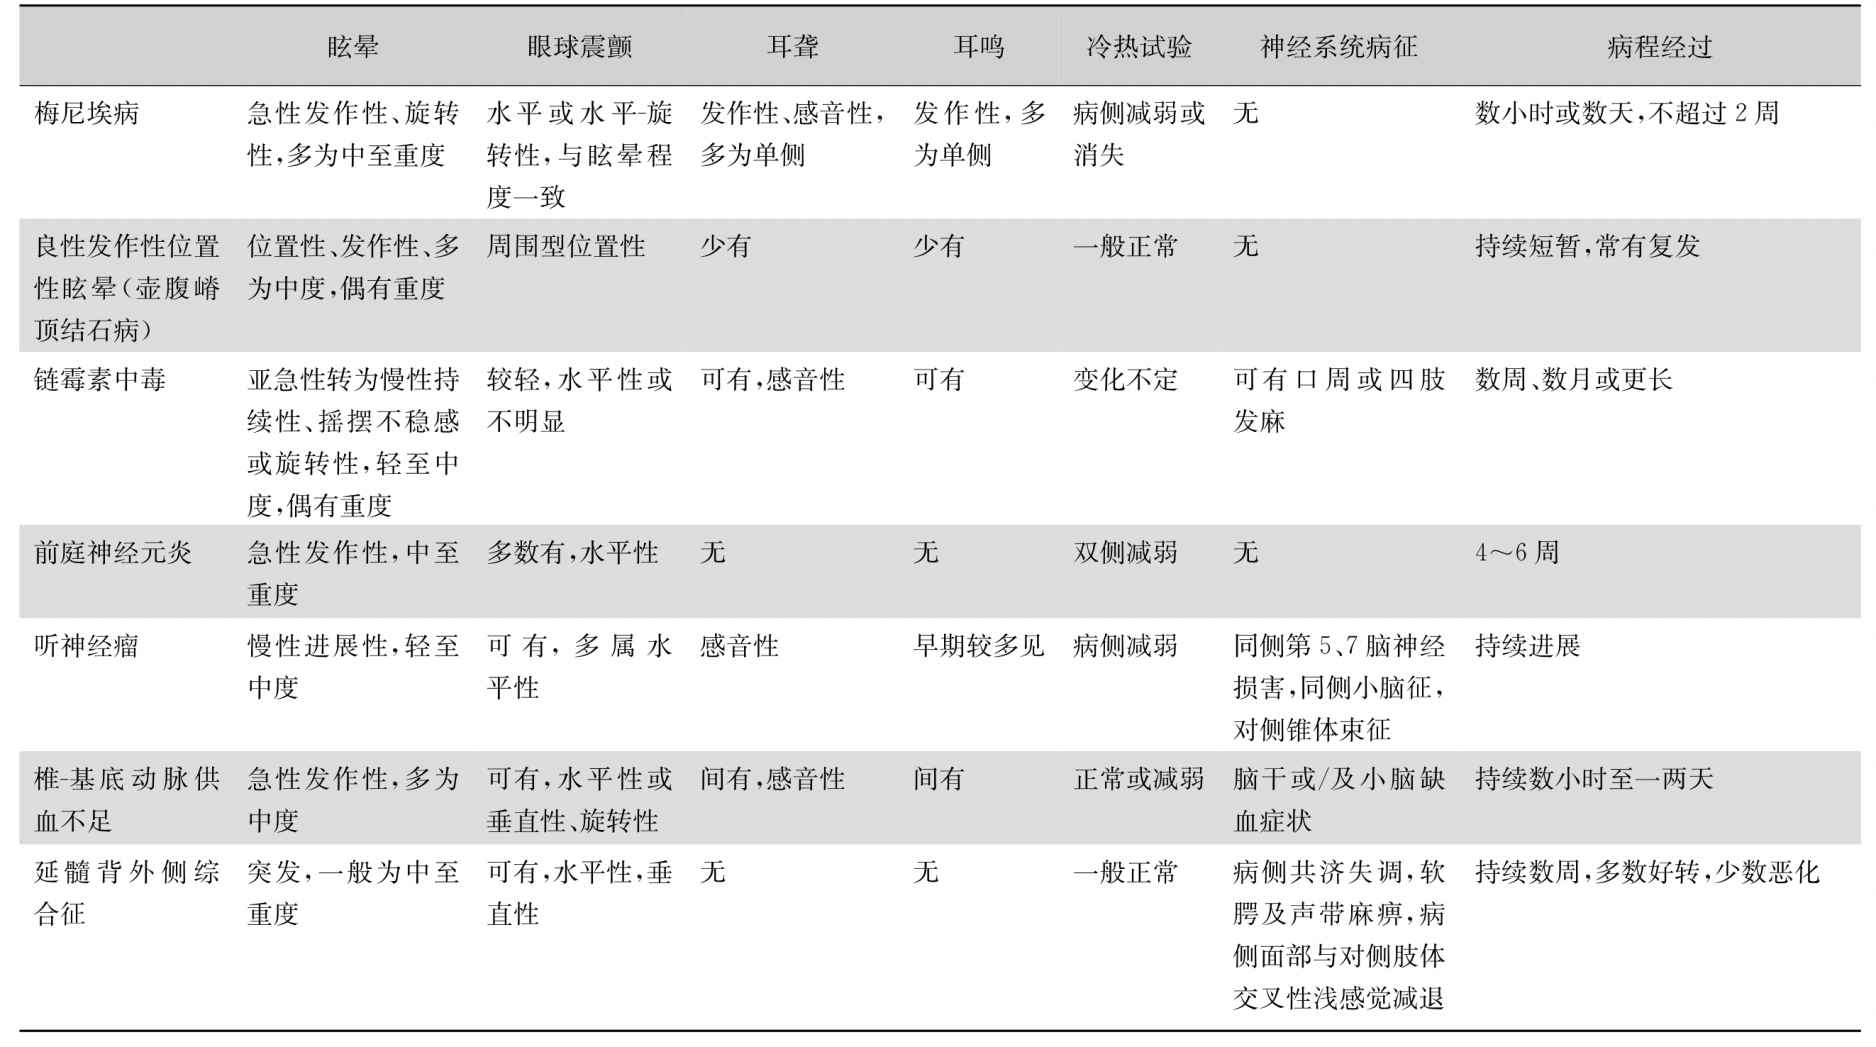 眩晕 眼球震颤 耳聋 耳鸣 冷热试验 神经系统病征 病程经过
梅尼埃病 急性发作性、旋转 水平或水平-旋 发作性、感音性, 发作性,多 病侧减弱或 无 数小时或数天,不超过 2 周
性,多为中至重度 转性,与眩晕程 多为单侧 为单侧 消失
度一致
良性发作性位置 位置性、发作性、多 周围型位置性 少有 少有 一般正常 无 持续短暂,常有复发
性眩晕(壶腹嵴 为中度,偶有重度
顶结石病)
链霉素中毒 亚急性转为慢性持 较轻,水平性或 可有,感音性 可有 变化不定 可有口周或四肢 数周、数月或更长
续性、摇摆不稳感 不明显 发麻
或旋转性,轻至中
度,偶有重度
前庭神经元炎 急性发作性,中至 多数有,水平性 无 无 双侧减弱 无 4～6 周
重度
听神经瘤 慢性进展性,轻至 可有,多属水 感音性 早期较多见 病侧减弱 同侧第 5、7 脑神经 持续进展
中度 平性 损害,同侧小脑征,
对侧锥体束征
椎-基底动脉供 急性发作性,多为 可有,水平性或 间有,感音性 间有 正常或减弱 脑干或/及小脑缺 持续数小时至一两天
血不足 中度 垂直性、旋转性 血症状
延髓背外侧综 突发,一般为中至 可有,水平性,垂 无 无 一般正常 病侧共济失调,软 持续数周,多数好转,少数恶化
合征 重度 直性 腭及声带麻痹,病
侧面部与对侧肢体
交叉性浅感觉减退